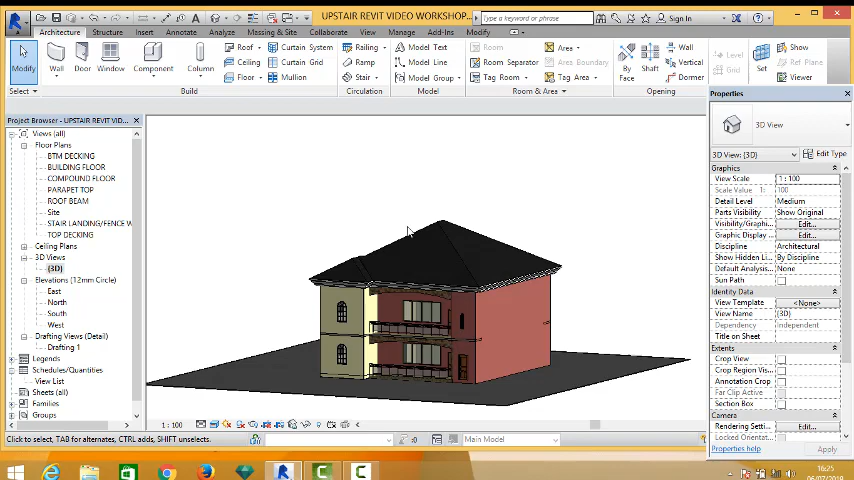 UPSTAIR REVIT VIDEO WORKSHOP...
Type a keyword or phrase
Sign In
Architecture Structure Insert Annotate Analyze Massing & Site Collaborate View Manage Add-Ins Modify
Modify
Wall
Door
Window
Component
Column
Roof
Ceiling
Floor
Curtain System
Curtain Grid
Mullion
Railing
Ramp
Stair
Model Text
Model Line
Model Group
Room
Room Separator
Tag Room
Area
Area Boundary
Tag Area
By Face
Shaft
Wall
Vertical
Dormer
Level
Grid
Set
Show
Ref Plane
Viewer
Select
Build
Circulation
Model
Room & Area
Opening
Project Browser - UPSTAIR REVIT VID...
Views (all)
Floor Plans
BTM DECKING
BUILDING FLOOR
COMPOUND FLOOR
PARAPET TOP
ROOF BEAM
Site
STAIR LANDING/FENCE W
TOP DECKING
Ceiling Plans
3D Views
{3D}
Elevations (12mm Circle)
East
North
South
West
Drafting Views (Detail)
Drafting 1
Legends
Schedules/Quantities
View List
Sheets (all)
Families
Groups
Properties
3D View
3D View: {3D}
Edit Type
Graphics
View Scale 1 : 100
Scale Value 1: 100
Detail Level Medium
Parts Visibility Show Original
Visibility/Graphi... Edit...
Graphic Display ... Edit...
Discipline Architectural
Show Hidden Li... By Discipline
Default Analysis... None
Sun Path
Identity Data
View Template <None>
View Name {3D}
Dependency Independent
Title on Sheet
Extents
Crop View
Crop Region Vis...
Annotation Crop
Far Clip Active
Section Box
Camera
Rendering Setti... Edit...
Locked Orientat...
Properties help
Apply
1 : 100
Click to select, TAB for alternates, CTRL adds, SHIFT unselects.
:0
Main Model
16:25
06/07/2019